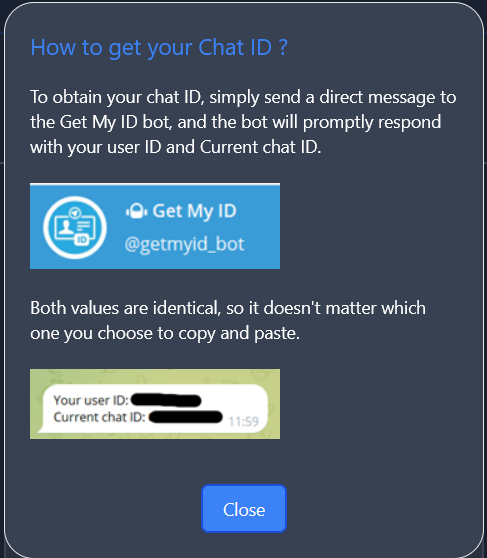 How to get your Chat ID ?
To obtain your chat ID, simply send a direct message to
the Get My ID bot, and the bot will promptly respond
with your user ID and Current chat ID.
Get My ID
@getmyid_bot
ID
Both values are identical, so it doesn't matter which
one you choose to copy and paste.
Your user ID:
Current chat ID:
11:59
Close